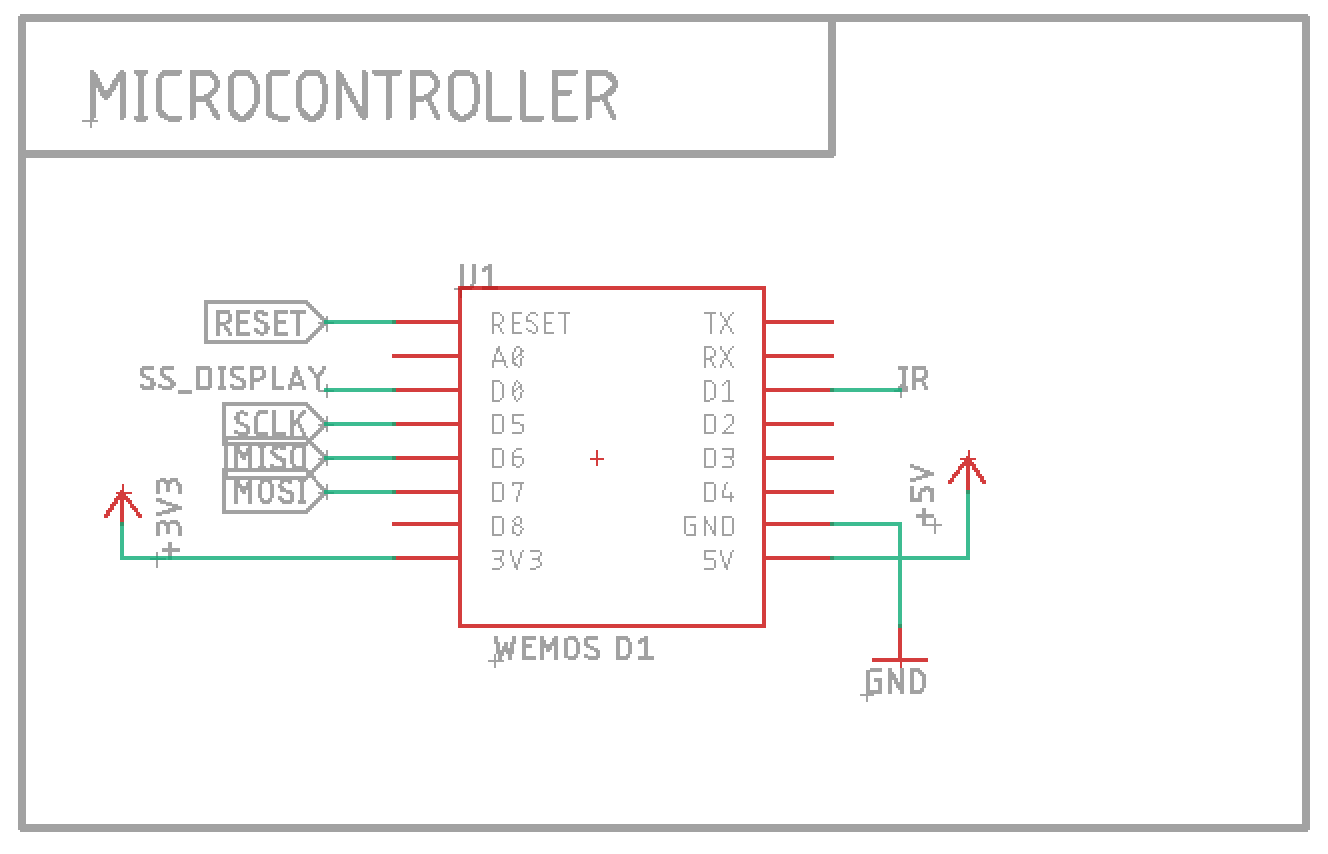 MICROCONTROLLER
U1
RESET
RESET
TX
A0
RX
SS_DISPLAY
D0
D1
IR
SCLK
D5
D2
MISO
D6
D3
MOSI
D7
D4
+3V3
+5V
D8
GND
3V3
5V
WEMOS D1
GND